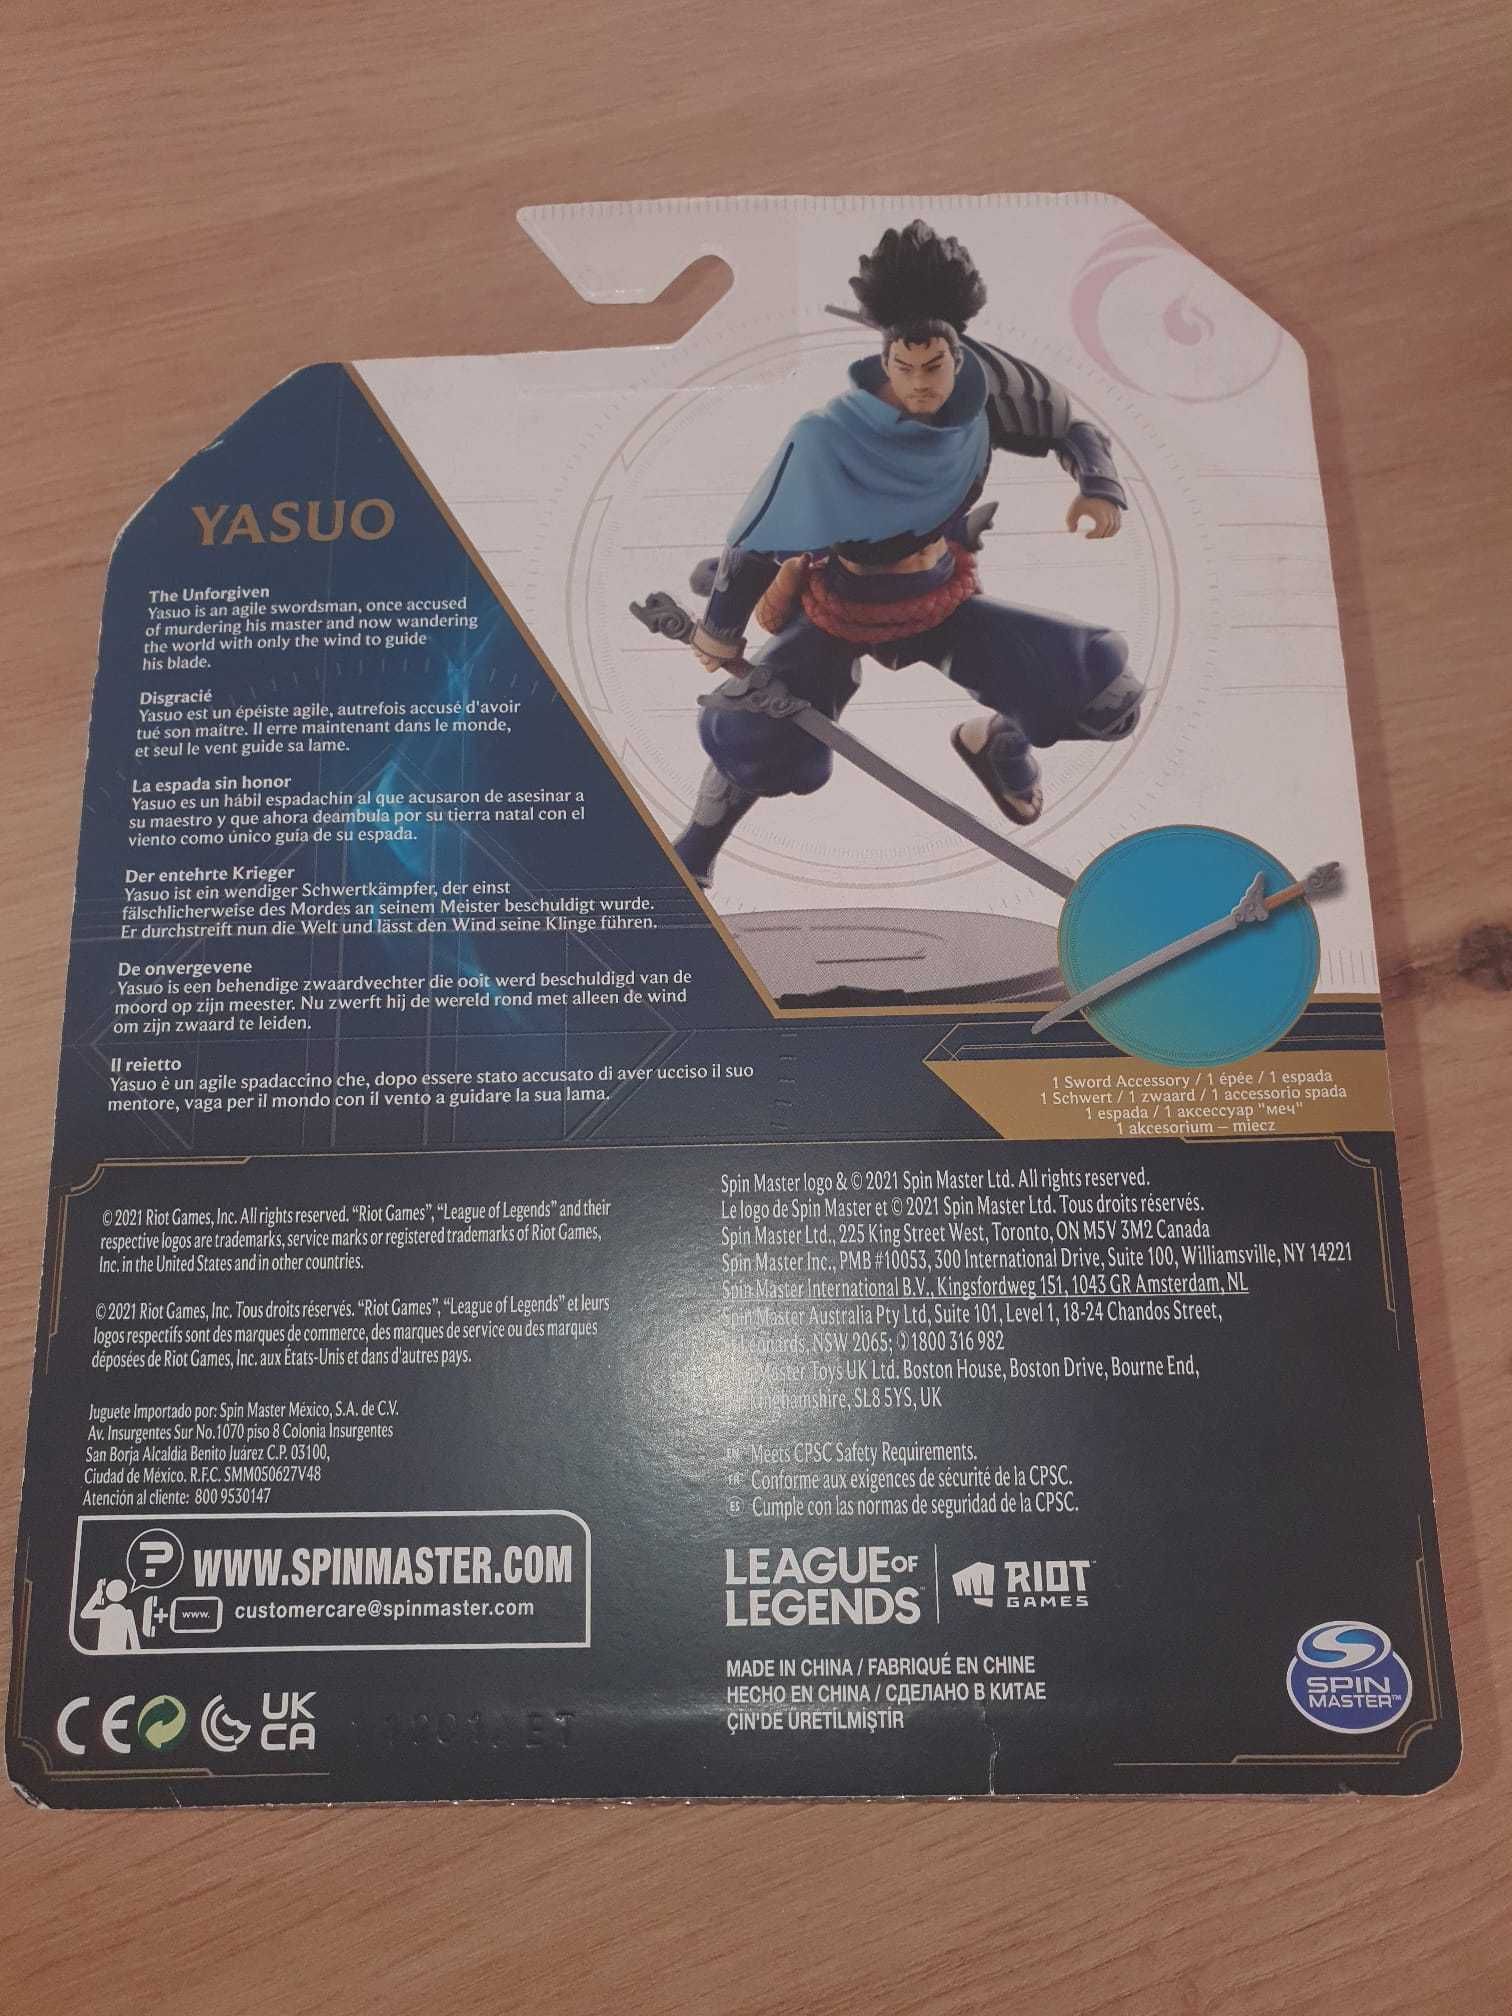 YASUO
The Unforgiven
Yasuo is an agile swordsman, once accused
of murdering his master and now wandering
the world with only the wind to guide
his blade.
Disgracié
Yasuo est un épéiste agile, autrefois accusé d'avoir
tué son maître. Il erre maintenant dans le monde,
et seul le vent guide sa lame.
La espada sin honor
Yasuo es un hábil espadachin al que acusaron de asesinar a
su maestro y que ahora deambula por su tierra natal con el
viento como único guía de su espada.
Der entehrte Krieger
Yasuo ist ein wendiger Schwertkämpfer, der einst
fälschlicherweise des Mordes an seinem Meister beschuldigt wurde.
Er durchstreift nun die Welt und lässt den Wind seine Klinge führen.
De onvergevene
Yasuo is een behendige zwaardvechter die ooit werd beschuldigd van de
moord op zijn meester. Nu zwerft hij de wereld rond met alleen de wind
om zijn zwaard te leiden.
Il reietto
Yasuo è un agile spadaccino che, dopo essere stato accusato di aver ucciso il suo
mentore, vaga per il mondo con il vento a guidare la sua lama.
1 Sword Accessory / 1 épée / 1 espada
1 Schwert / 1 zwaard / 1 accessorio spada
1 espada / 1 аксессуар "меч"
1 akcesorium – miecz
© 2021 Riot Games, Inc. All rights reserved. "Riot Games", "League of Legends" and their
respective logos are trademarks, service marks or registered trademarks of Riot Games,
Inc. in the United States and in other countries.
© 2021 Riot Games, Inc. Tous droits réservés. "Riot Games", "League of Legends" et leurs
logos respectifs sont des marques de commerce, des marques de service ou des marques
déposées de Riot Games, Inc. aux États-Unis et dans d'autres pays.
Juguete Importado por: Spin Master México, S.A. de C.V.
Av. Insurgentes Sur No.1070 piso 8 Colonia Insurgentes
San Borja Alcaldia Benito Juárez C.P. 03100,
Ciudad de México. R.F.C. SMM050627V48
Atención al cliente: 800 9530147
WWW.SPINMASTER.COM
www.
customercare@spinmaster.com
CE
UK
CA
Spin Master logo & © 2021 Spin Master Ltd. All rights reserved.
Le logo de Spin Master et © 2021 Spin Master Ltd. Tous droits réservés.
Spin Master Ltd., 225 King Street West, Toronto, ON M5V 3M2 Canada
Spin Master Inc., PMB #10053, 300 International Drive, Suite 100, Williamsville, NY 14221
Spin Master International B.V., Kingsfordweg 151, 1043 GR Amsterdam, NL
Spin Master Australia Pty Ltd, Suite 101, Level 1, 18-24 Chandos Street,
NSW 2065; 1800 316 982
Master Toys UK Ltd. Boston House, Boston Drive, Bourne End,
SL8 5YS, UK
EN Meets CPSC Safety Requirements.
FR Conforme aux exigences de sécurité de la CPSC.
ES Cumple con las normas de seguridad de la CPSC.
LEAGUE OF
LEGENDS
RIOT
GAMES
MADE IN CHINA / FABRIQUÉ EN CHINE
HECHO EN CHINA / СДЕЛАНО В КИТАЕ
ÇIN'DE ÜRETİLMİŞTİR
SPIN
MASTER™